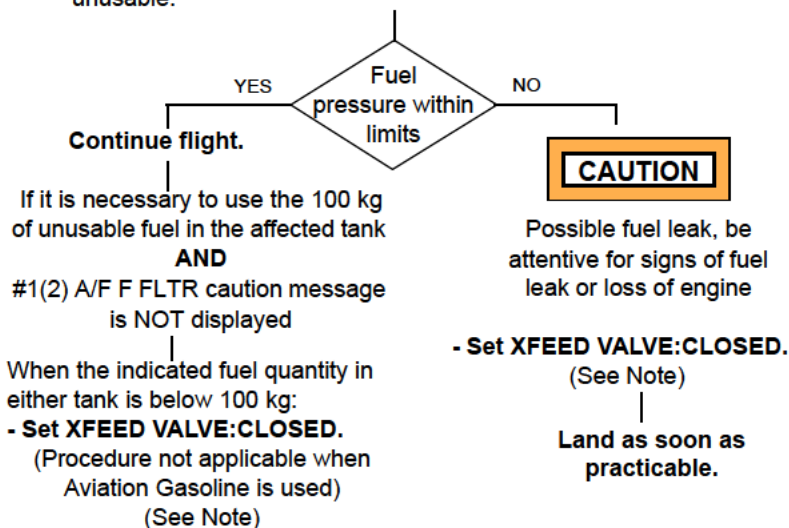 unusable.
Fuel
pressure within
limits
YES
NO
Continue flight.
If it is necessary to use the 100 kg
of unusable fuel in the affected tank
AND
#1(2) A/F F FLTR caution message
is NOT displayed
When the indicated fuel quantity in
either tank is below 100 kg:
- Set XFEED VALVE:CLOSED.
(Procedure not applicable when
Aviation Gasoline is used)
(See Note)
CAUTION
Possible fuel leak, be
attentive for signs of fuel
leak or loss of engine
- Set XFEED VALVE:CLOSED.
(See Note)
Land as soon as
practicable.